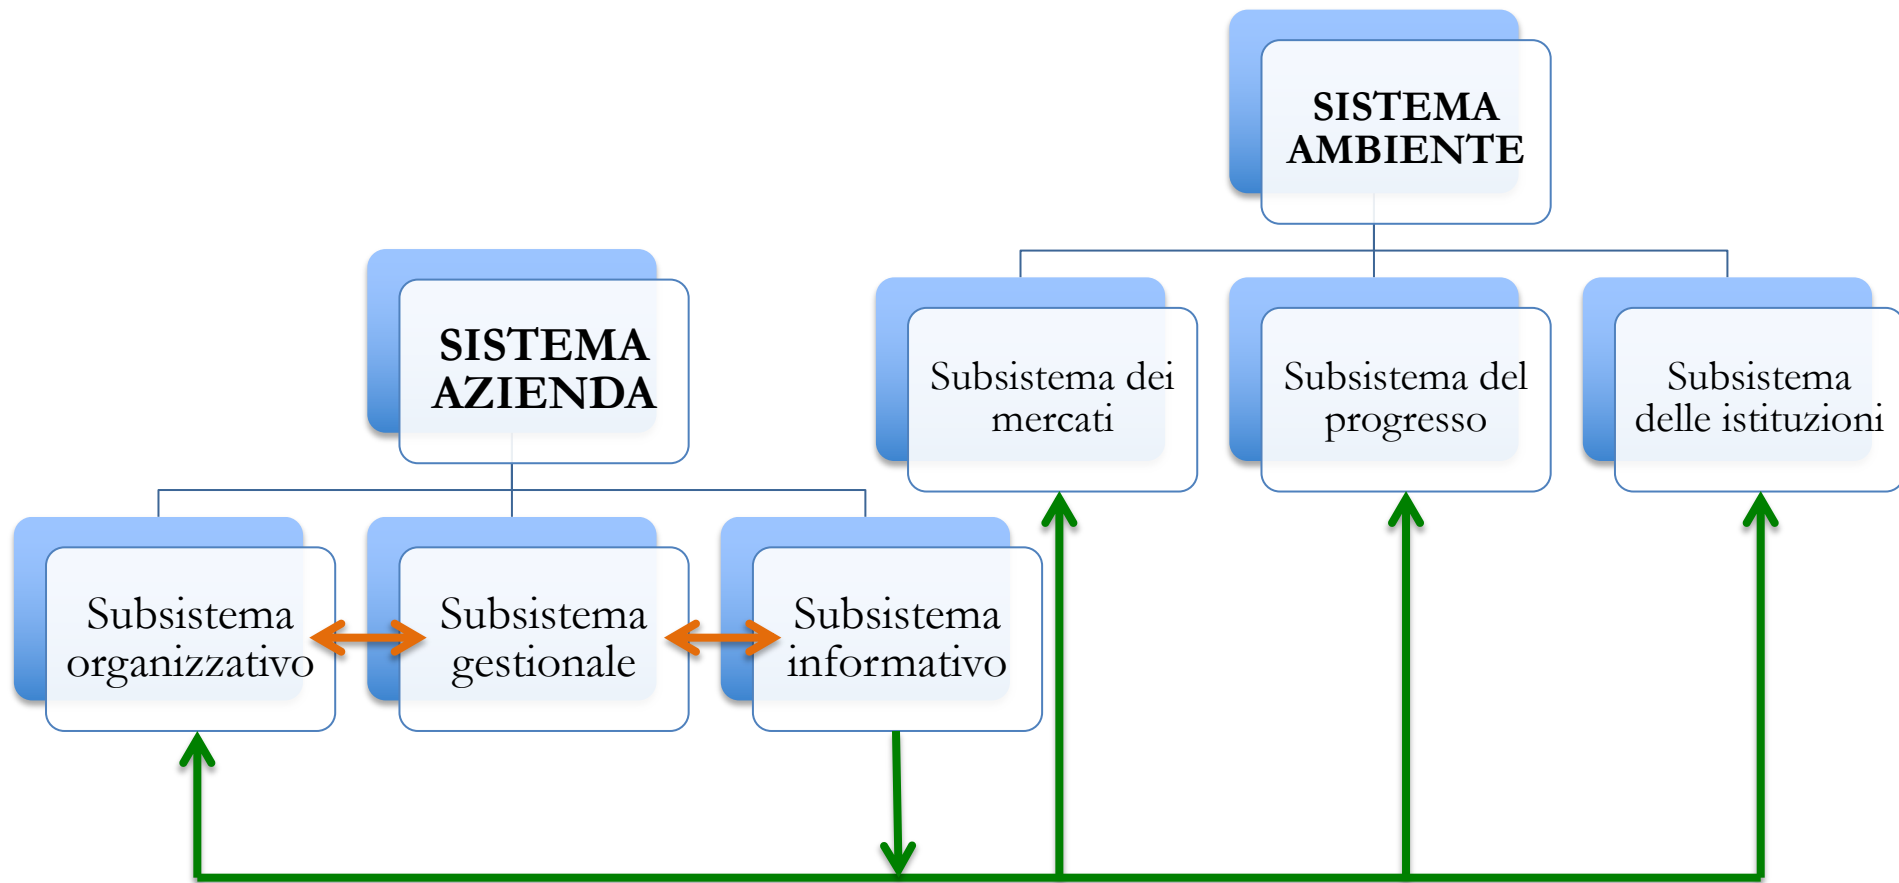 SISTEMA
AMBIENTE
SISTEMA
AZIENDA
Subsistema dei
mercati
Subsistema del
progresso
Subsistema
delle istituzioni
Subsistema
organizzativo
Subsistema
gestionale
Subsistema
informativo